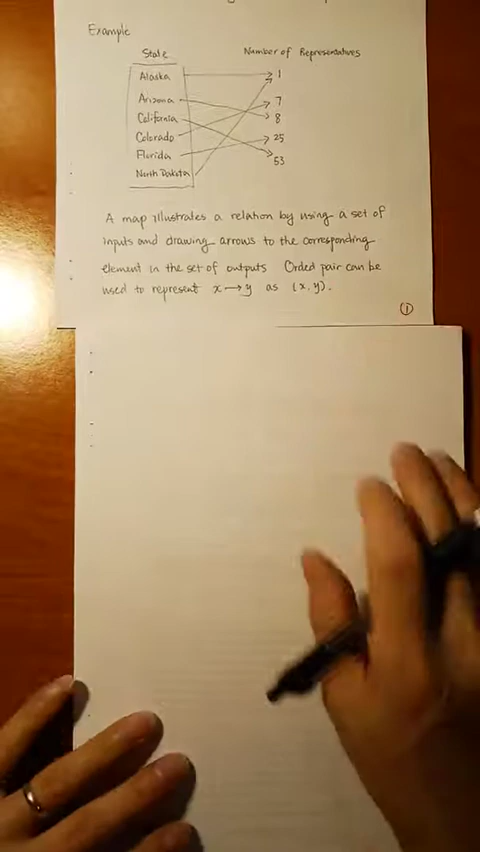 Example
State Number of Representatives
Alaska 1
Arizona 7
California 8
Colorado 25
Florida 53
North Dakota
A map illustrates a relation by using a set of
inputs and drawing arrows to the corresponding
element in the set of outputs Orded pair can be
used to represent x → y as (x, y).
1